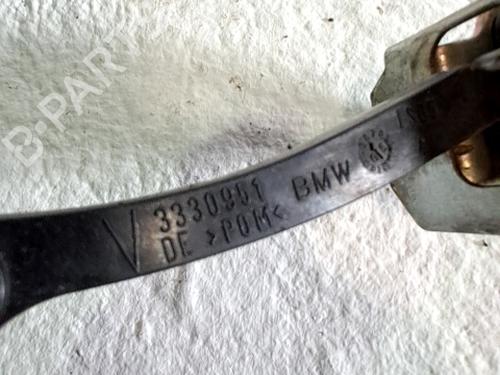 B-PARTS
V 3330951
DE >POM< BMW